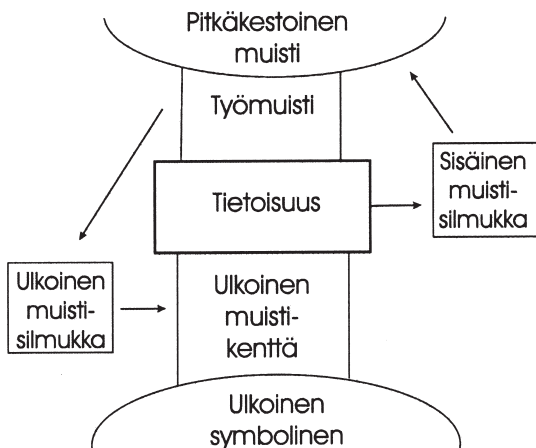 Pitkäkestoinen
muisti
Työmuisti
Sisäinen
muisti-
silmukka
Tietoisuus
Ulkoinen
muisti-
silmukka
Ulkoinen
muisti-
kenttä
Ulkoinen
symbolinen